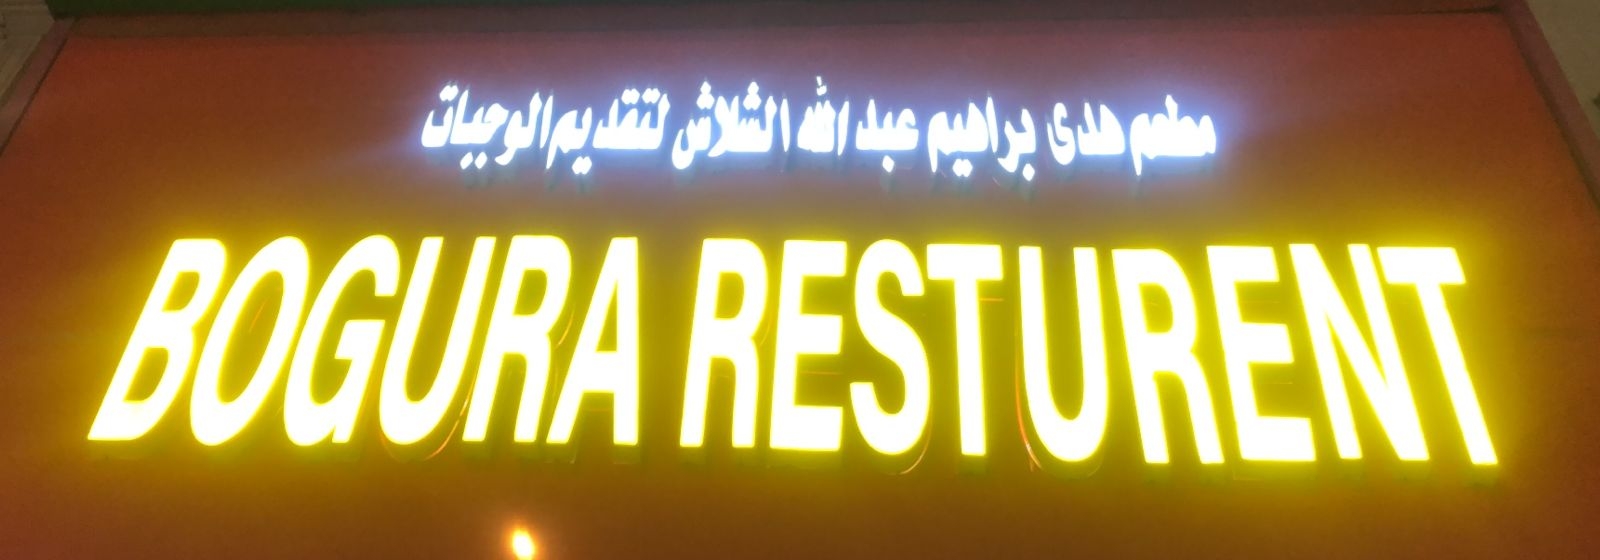 مطعم هدى براهيم عبد الله الشلاش لتقديم الوجبات
BOGURA RESTURENT